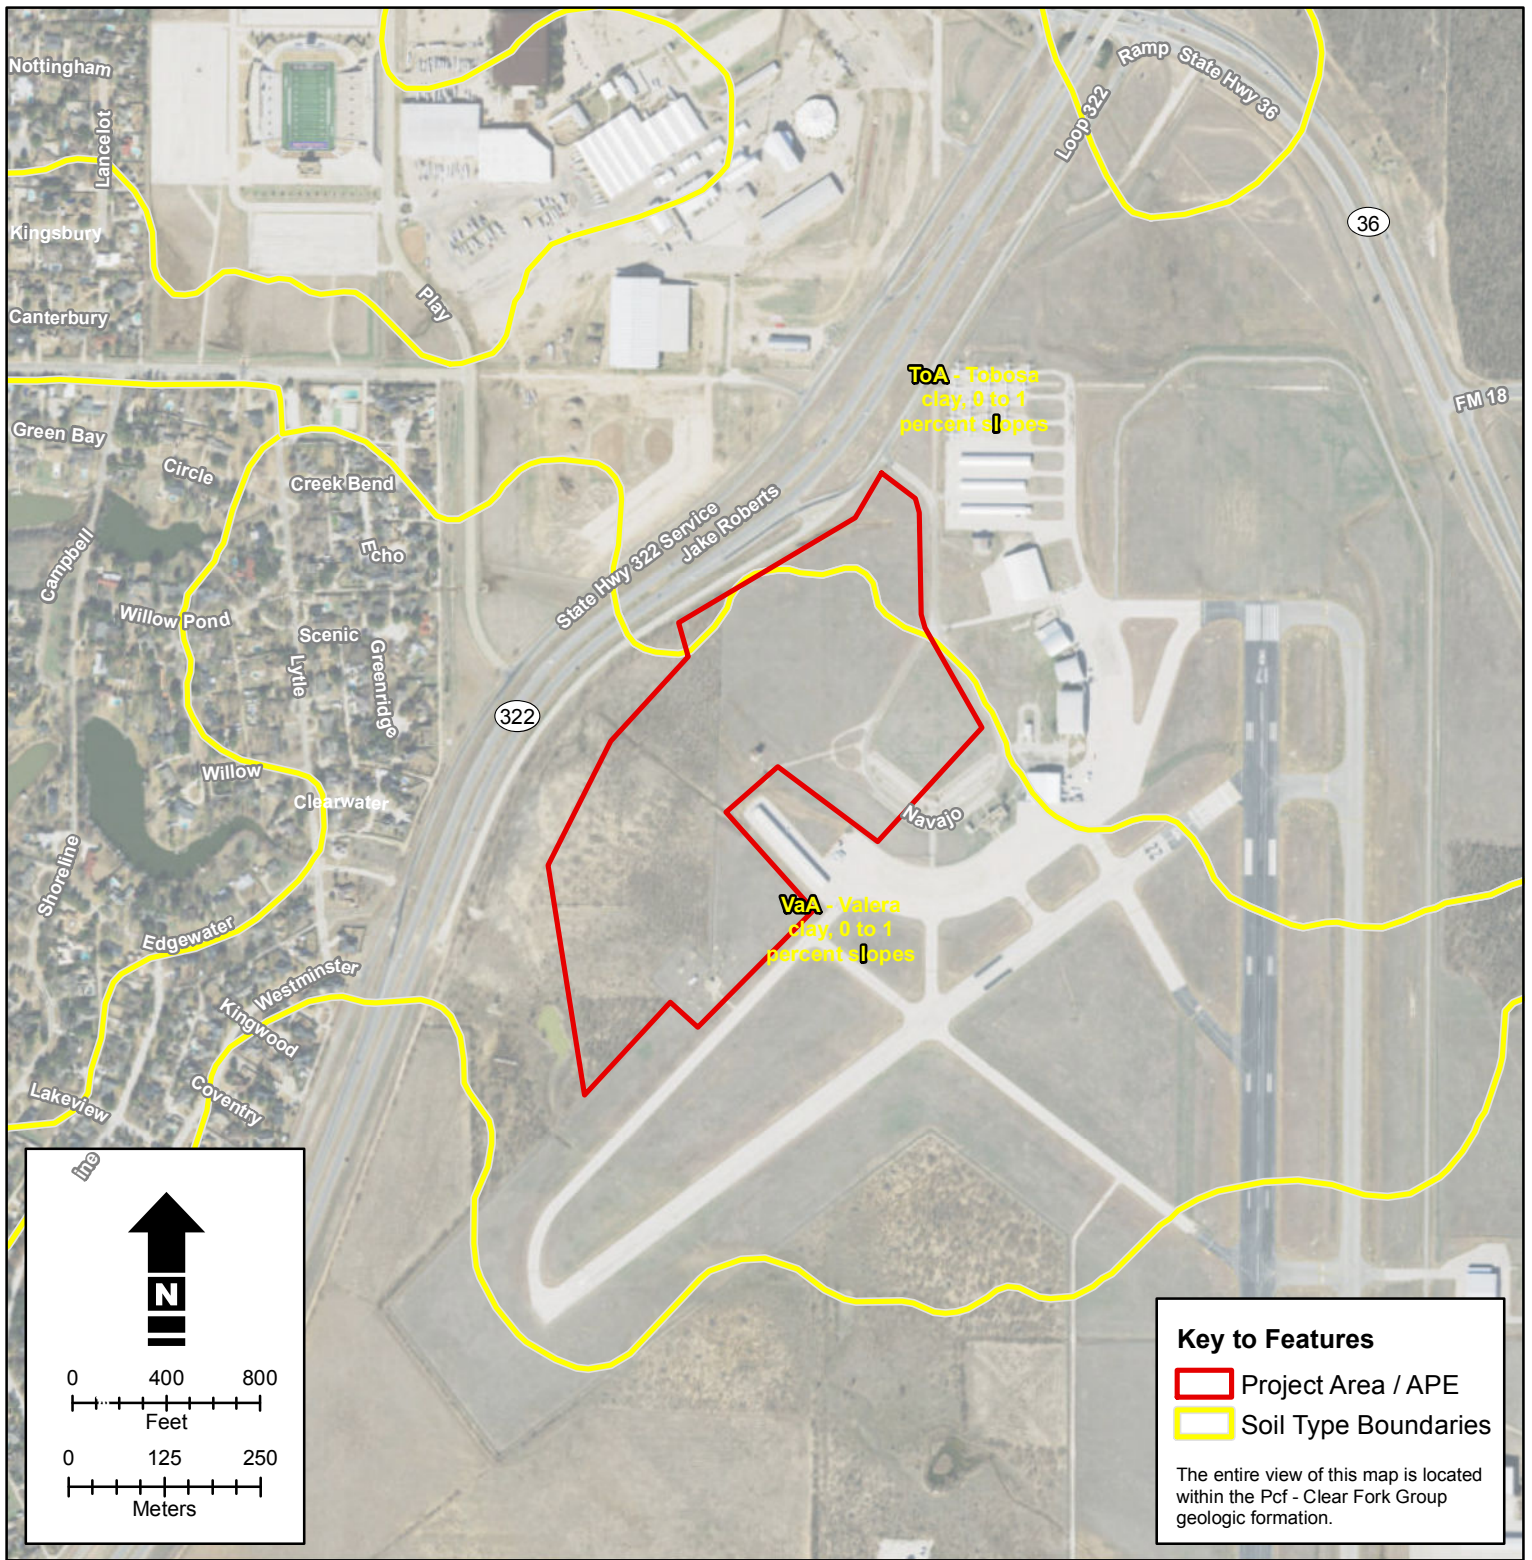 Nottingham
Lancelot
Kingsbury
Canterbury
Play
Ramp State Hwy 36
Loop 322
36
FM 18
ToA - Tobosa
clay, 0 to 1
percent slopes
Green Bay
Circle
Creek Bend
Echo
Campbell
Willow Pond
Scenic
Lytle
Greenridge
State Hwy 322 Service
Jake Roberts
322
Willow
Clearwater
Navajo
Shoreline
Edgewater
Westminster
Kingwood
Coventry
Lakeview
ine
VaA - Valera
clay, 0 to 1
percent slopes
N
0 400 800
Feet
0 125 250
Meters
Key to Features
Project Area / APE
Soil Type Boundaries
The entire view of this map is located
within the Pcf - Clear Fork Group
geologic formation.